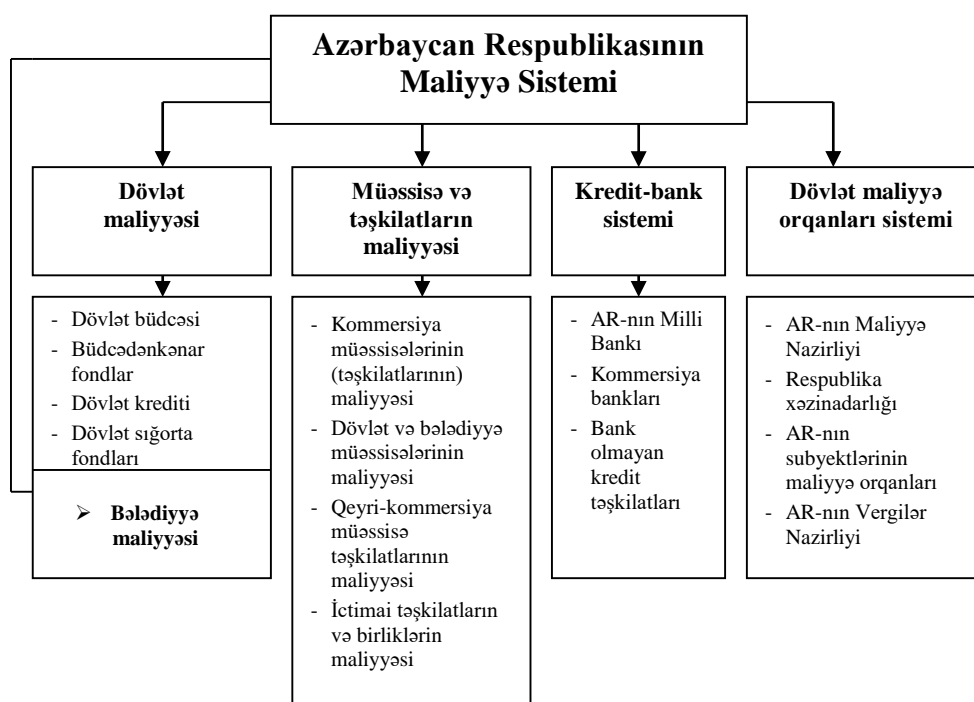 Azərbaycan Respublikasının
Maliyyə Sistemi
Dövlət
maliyyəsi
- Dövlət büdcəsi
- Büdcədənkənar
fondlar
- Dövlət krediti
- Dövlət sığorta
fondları
➢ Bələdiyyə
maliyyəsi
Müəssisə və
təşkilatların
maliyyəsi
- Kommersiya
müəssisələrinin
(təşkilatlarının)
maliyyəsi
- Dövlət və bələdiyyə
müəssisələrinin
maliyyəsi
- Qeyri-kommersiya
müəssisə
təşkilatlarının
maliyyəsi
- İctimai təşkilatların
və birliklərin
maliyyəsi
Kredit-bank
sistemi
- AR-nın Milli
Bankı
- Kommersiya
bankları
- Bank
olmayan
kredit
təşkilatları
Dövlət maliyyə
orqanları sistemi
- AR-nın Maliyyə
Nazirliyi
- Respublika
xəzinadarlığı
- AR-nın
subyektlərinin
maliyyə orqanları
- AR-nın Vergilər
Nazirliyi